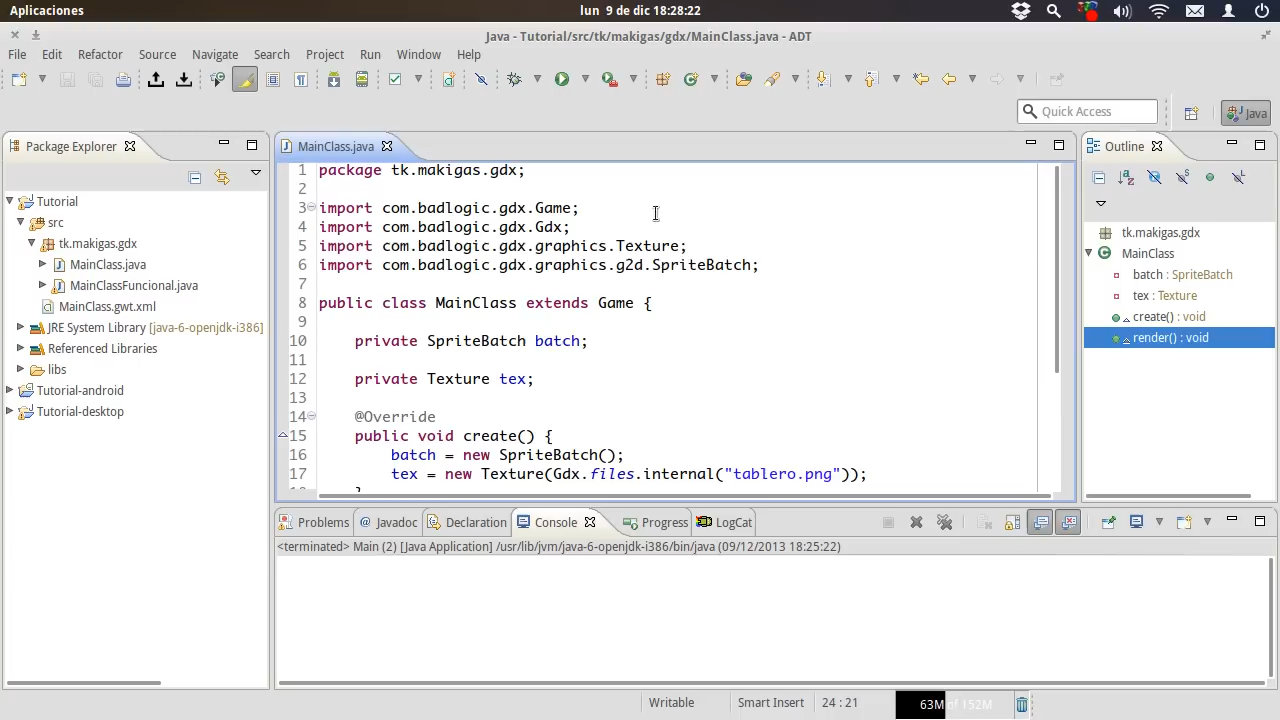 Aplicaciones
lun 9 de dic 18:28:22
Java - Tutorial/src/tk/makigas/gdx/MainClass.java - ADT
File Edit Refactor Source Navigate Search Project Run Window Help
Quick Access
Java
Package Explorer
Tutorial
src
tk.makigas.gdx
MainClass.java
MainClassFuncional.java
MainClass.gwt.xml
JRE System Library [java-6-openjdk-i386]
Referenced Libraries
libs
Tutorial-android
Tutorial-desktop
MainClass.java
1 package tk.makigas.gdx;
2
3 import com.badlogic.gdx.Game;
4 import com.badlogic.gdx.Gdx;
5 import com.badlogic.gdx.graphics.Texture;
6 import com.badlogic.gdx.graphics.g2d.SpriteBatch;
7
8 public class MainClass extends Game {
9
10 private SpriteBatch batch;
11
12 private Texture tex;
13
14 @Override
15 public void create() {
16 batch = new SpriteBatch();
17 tex = new Texture(Gdx.files.internal("tablero.png"));
Outline
tk.makigas.gdx
MainClass
batch : SpriteBatch
tex : Texture
create() : void
render() : void
Problems @ Javadoc Declaration Console Progress LogCat
<terminated> Main (2) [Java Application] /usr/lib/jvm/java-6-openjdk-i386/bin/java (09/12/2013 18:25:22)
Writable Smart Insert 24 : 21 63M of 152M